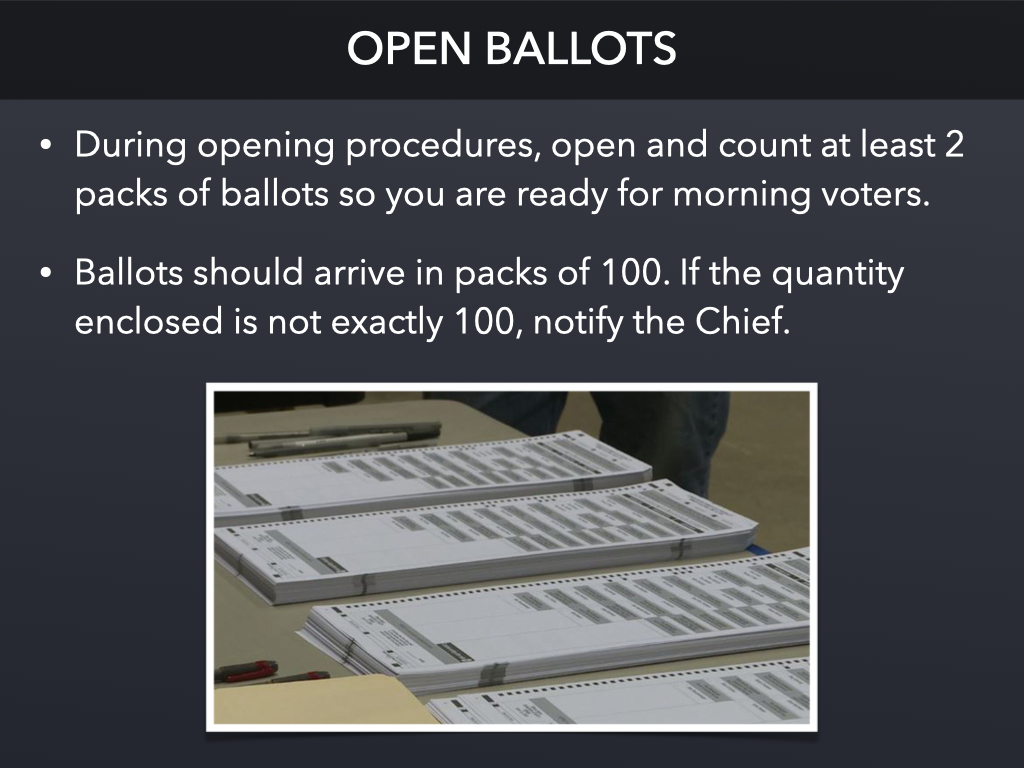 OPEN BALLOTS
• During opening procedures, open and count at least 2
packs of ballots so you are ready for morning voters.
• Ballots should arrive in packs of 100. If the quantity
enclosed is not exactly 100, notify the Chief.